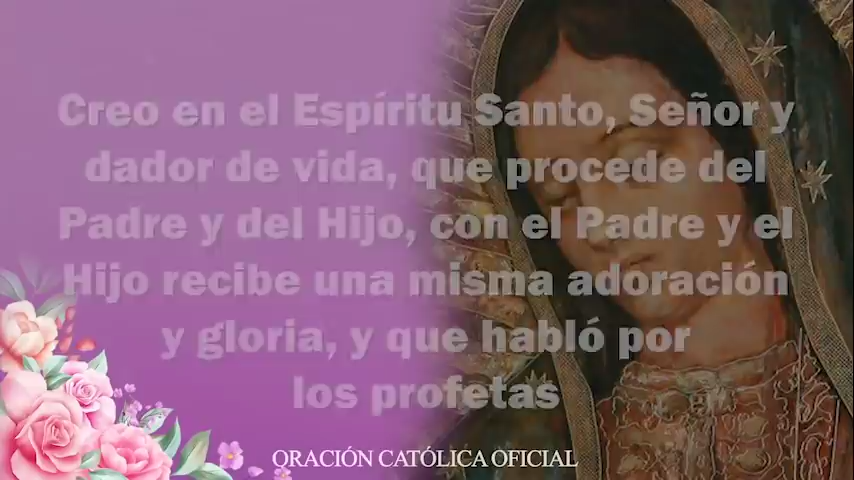 Creo en el Espíritu Santo, Señor y
dador de vida, que procede del
Padre y del Hijo, con el Padre y el
Hijo recibe una misma adoración
y gloria, y que habló por
los profetas
ORACIÓN CATÓLICA OFICIAL